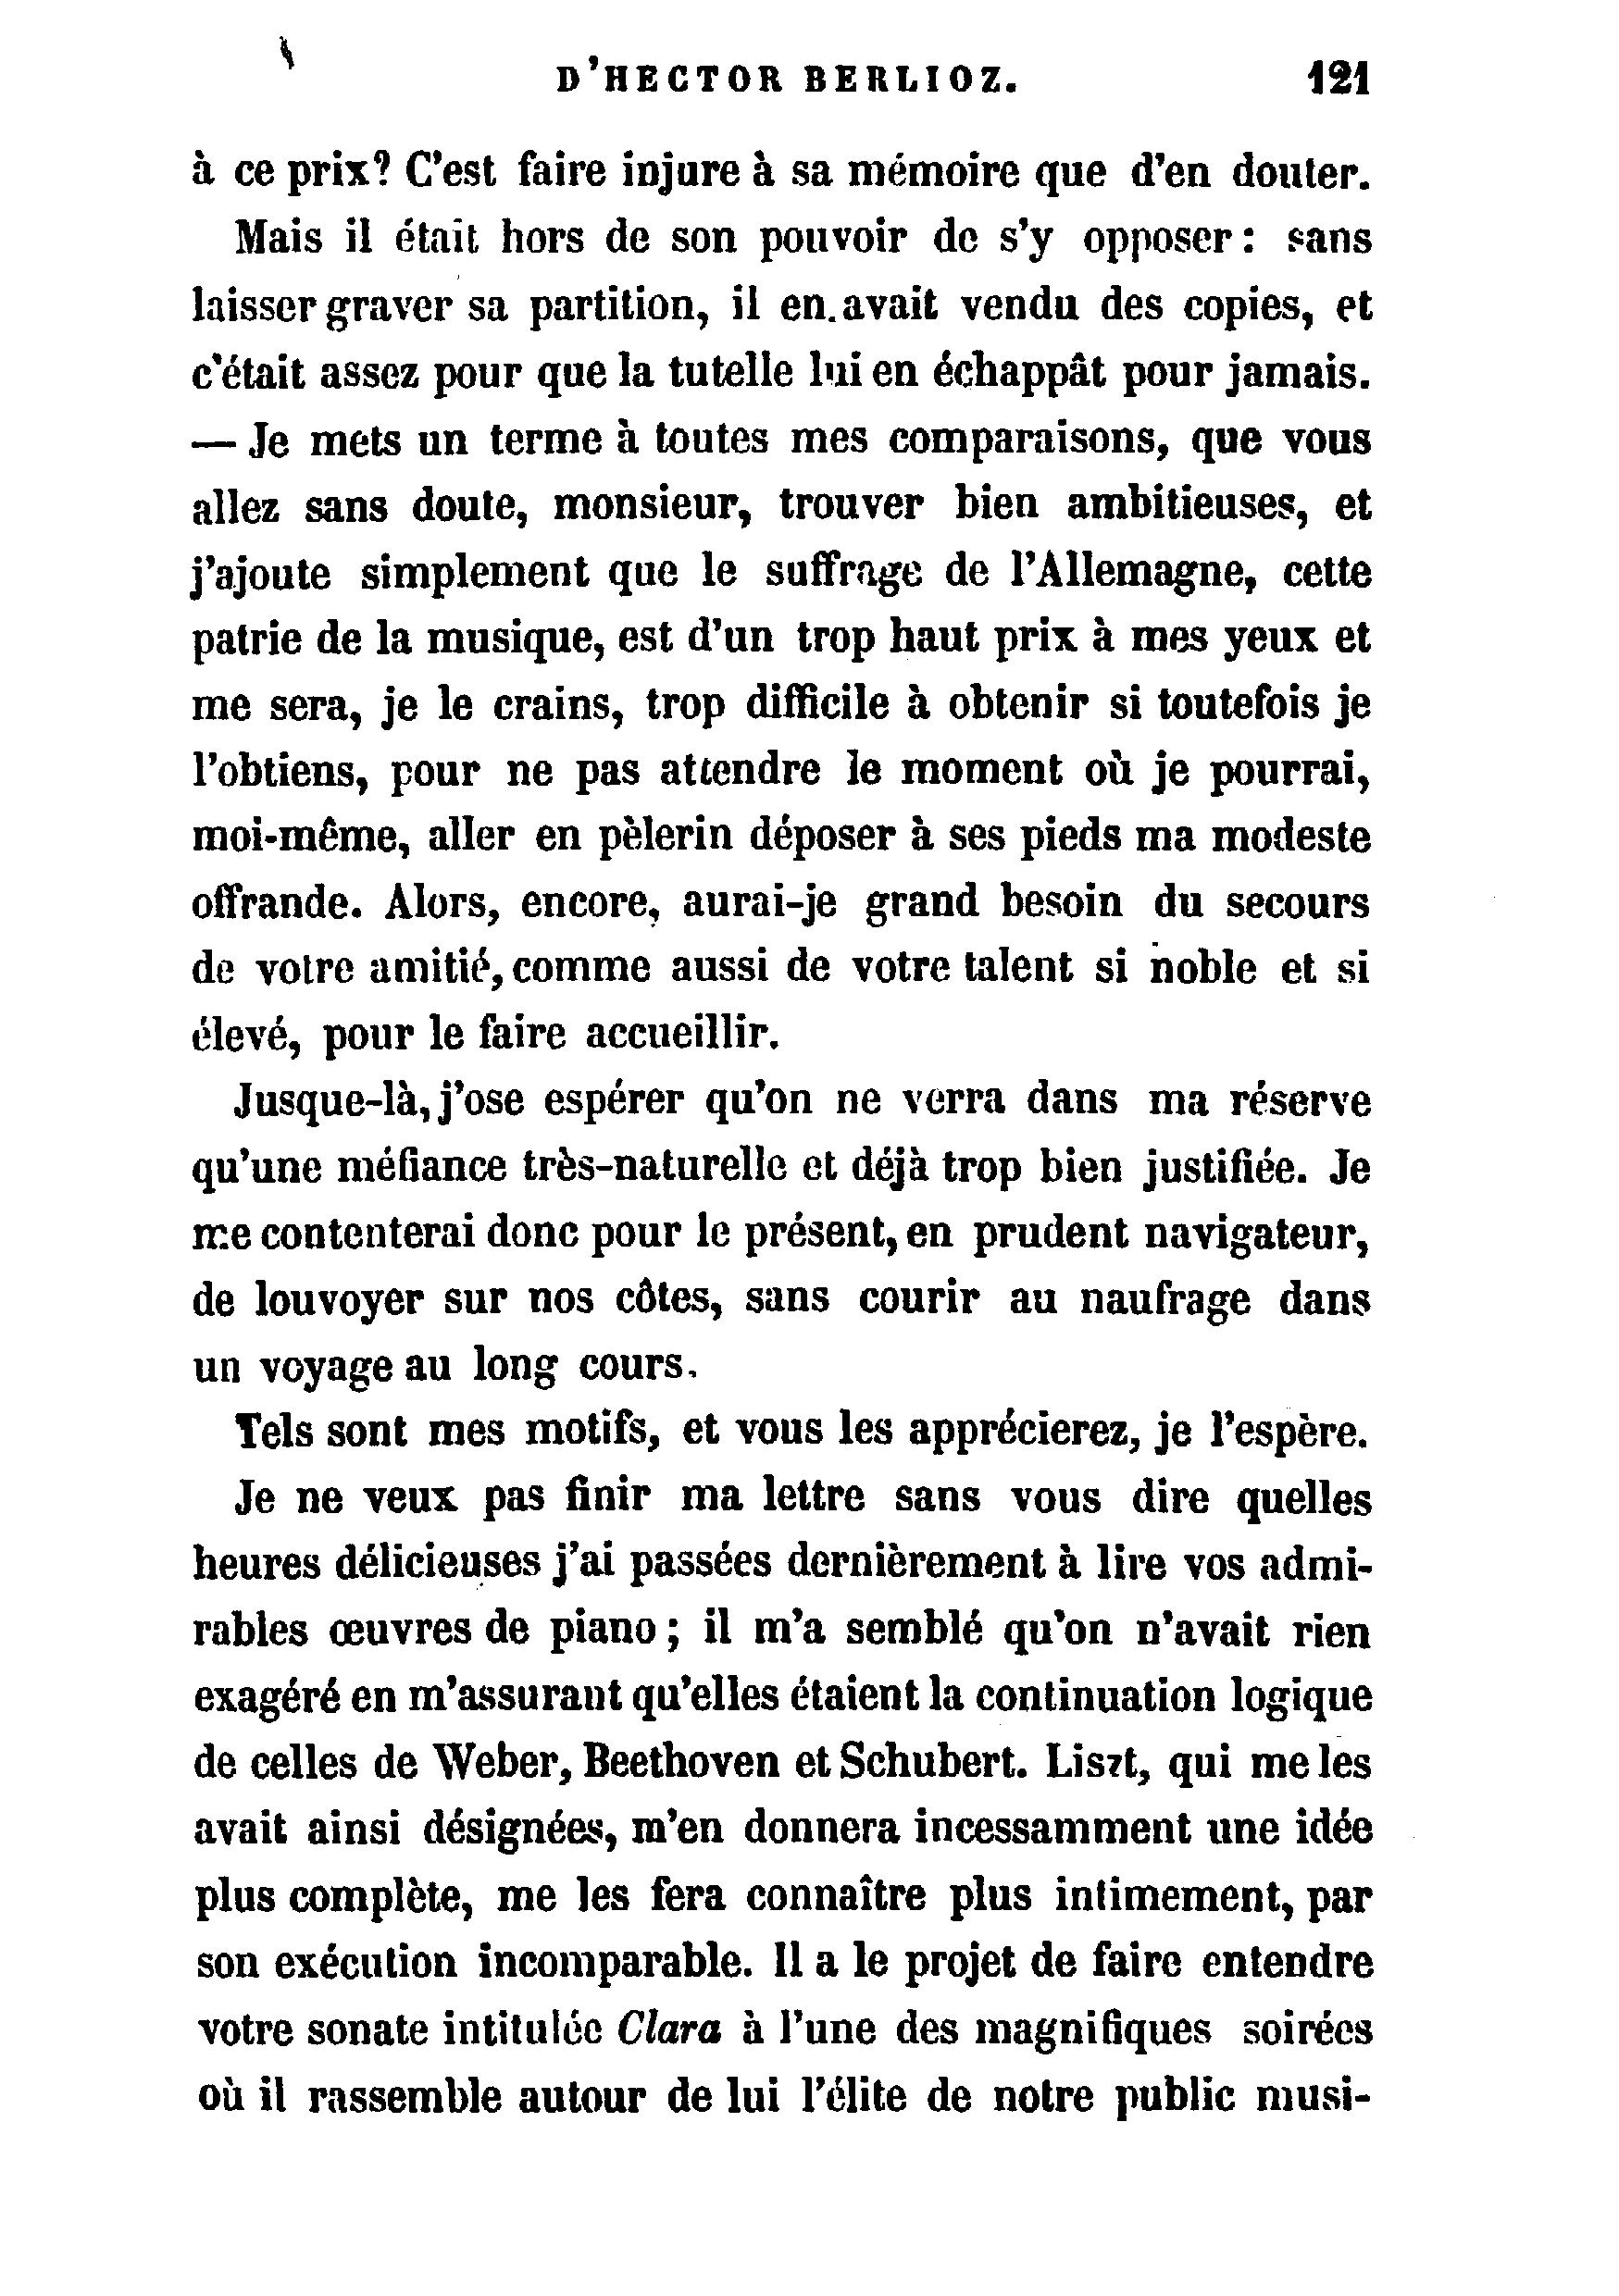 D'HECTOR BERLIOZ. 121
à ce prix? C'est faire injure à sa mémoire que d'en douter.
Mais il était hors de son pouvoir de s'y opposer: sans
laisser graver sa partition, il en avait vendu des copies, et
c'était assez pour que la tutelle lui en échappât pour jamais.
— Je mets un terme à toutes mes comparaisons, que vous
allez sans doute, monsieur, trouver bien ambitieuses, et
j'ajoute simplement que le suffrage de l'Allemagne, cette
patrie de la musique, est d'un trop haut prix à mes yeux et
me sera, je le crains, trop difficile à obtenir si toutefois je
l'obtiens, pour ne pas attendre le moment où je pourrai,
moi-même, aller en pèlerin déposer à ses pieds ma modeste
offrande. Alors, encore, aurai-je grand besoin du secours
de votre amitié, comme aussi de votre talent si noble et si
élevé, pour le faire accueillir.
Jusque-là, j'ose espérer qu'on ne verra dans ma réserve
qu'une méfiance très-naturelle et déjà trop bien justifiée. Je
me contenterai donc pour le présent, en prudent navigateur,
de louvoyer sur nos côtes, sans courir au naufrage dans
un voyage au long cours.
Tels sont mes motifs, et vous les apprécierez, je l'espère.
Je ne veux pas finir ma lettre sans vous dire quelles
heures délicieuses j'ai passées dernièrement à lire vos admi-
rables œuvres de piano; il m'a semblé qu'on n'avait rien
exagéré en m'assurant qu'elles étaient la continuation logique
de celles de Weber, Beethoven et Schubert. Liszt, qui me les
avait ainsi désignées, m'en donnera incessamment une idée
plus complète, me les fera connaître plus intimement, par
son exécution incomparable. Il a le projet de faire entendre
votre sonate intitulée Clara à l'une des magnifiques soirées
où il rassemble autour de lui l'élite de notre public musi-